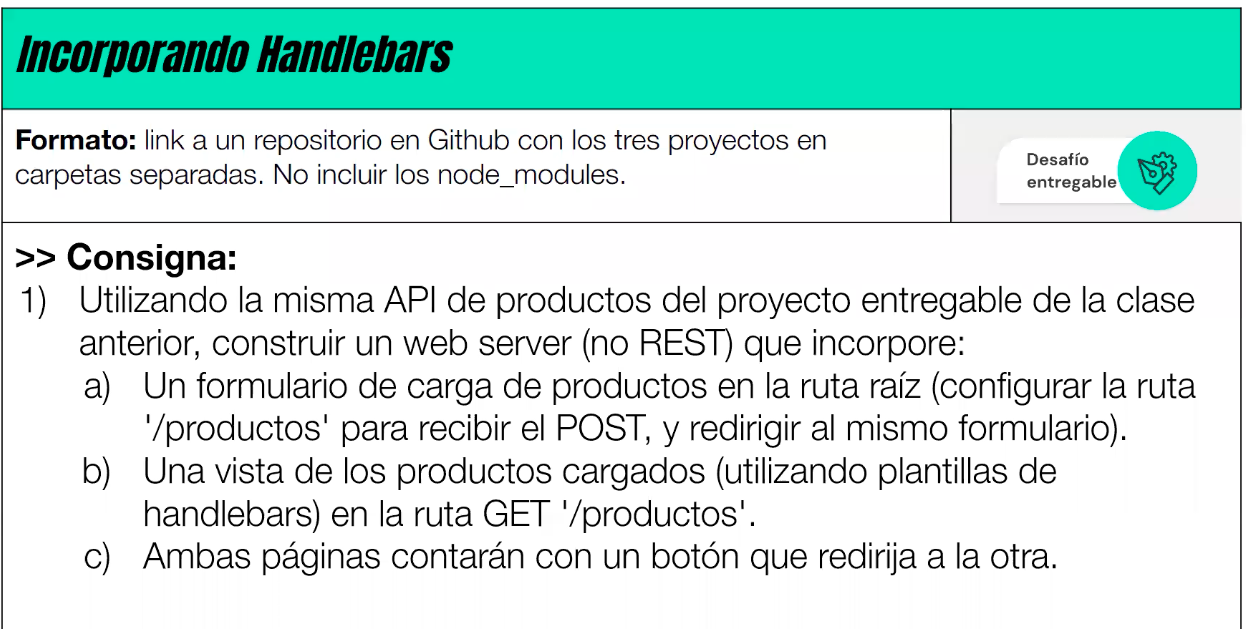 Incorporando Handlebars
Formato: link a un repositorio en Github con los tres proyectos en
carpetas separadas. No incluir los node_modules.
Desafío
entregable
>> Consigna:
1) Utilizando la misma API de productos del proyecto entregable de la clase
anterior, construir un web server (no REST) que incorpore:
a) Un formulario de carga de productos en la ruta raíz (configurar la ruta
'/productos' para recibir el POST, y redirigir al mismo formulario).
b) Una vista de los productos cargados (utilizando plantillas de
handlebars) en la ruta GET '/productos'.
c) Ambas páginas contarán con un botón que redirija a la otra.